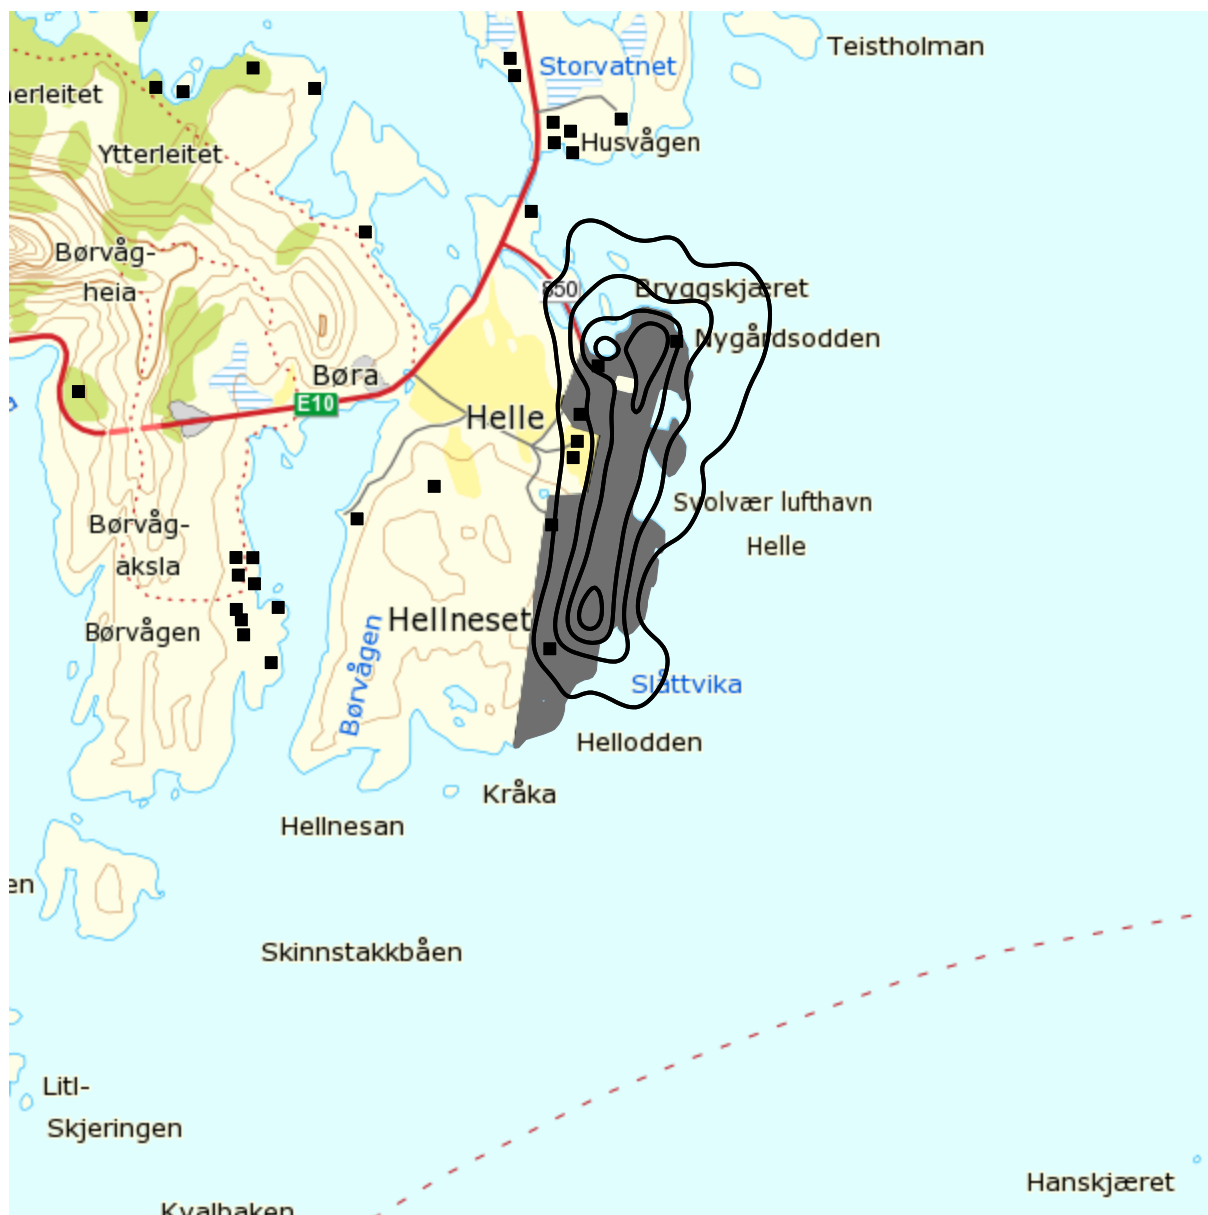 Teistholman
Storvatnet
erleitet
Husvågen
Ytterleitet
Børvåg-
heia
850
Bryggskjæret
Nygårdsodden
Børa
E10
Helle
Svolvær lufthavn
Helle
Børvåg-
aksla
Børvågen
Hellneset
Børvågen
Slåttvika
Hellodden
Kråka
Hellnesan
en
Skinnstakkbåen
Litl-
Skjeringen
Hanskjæret
Kvalbaken